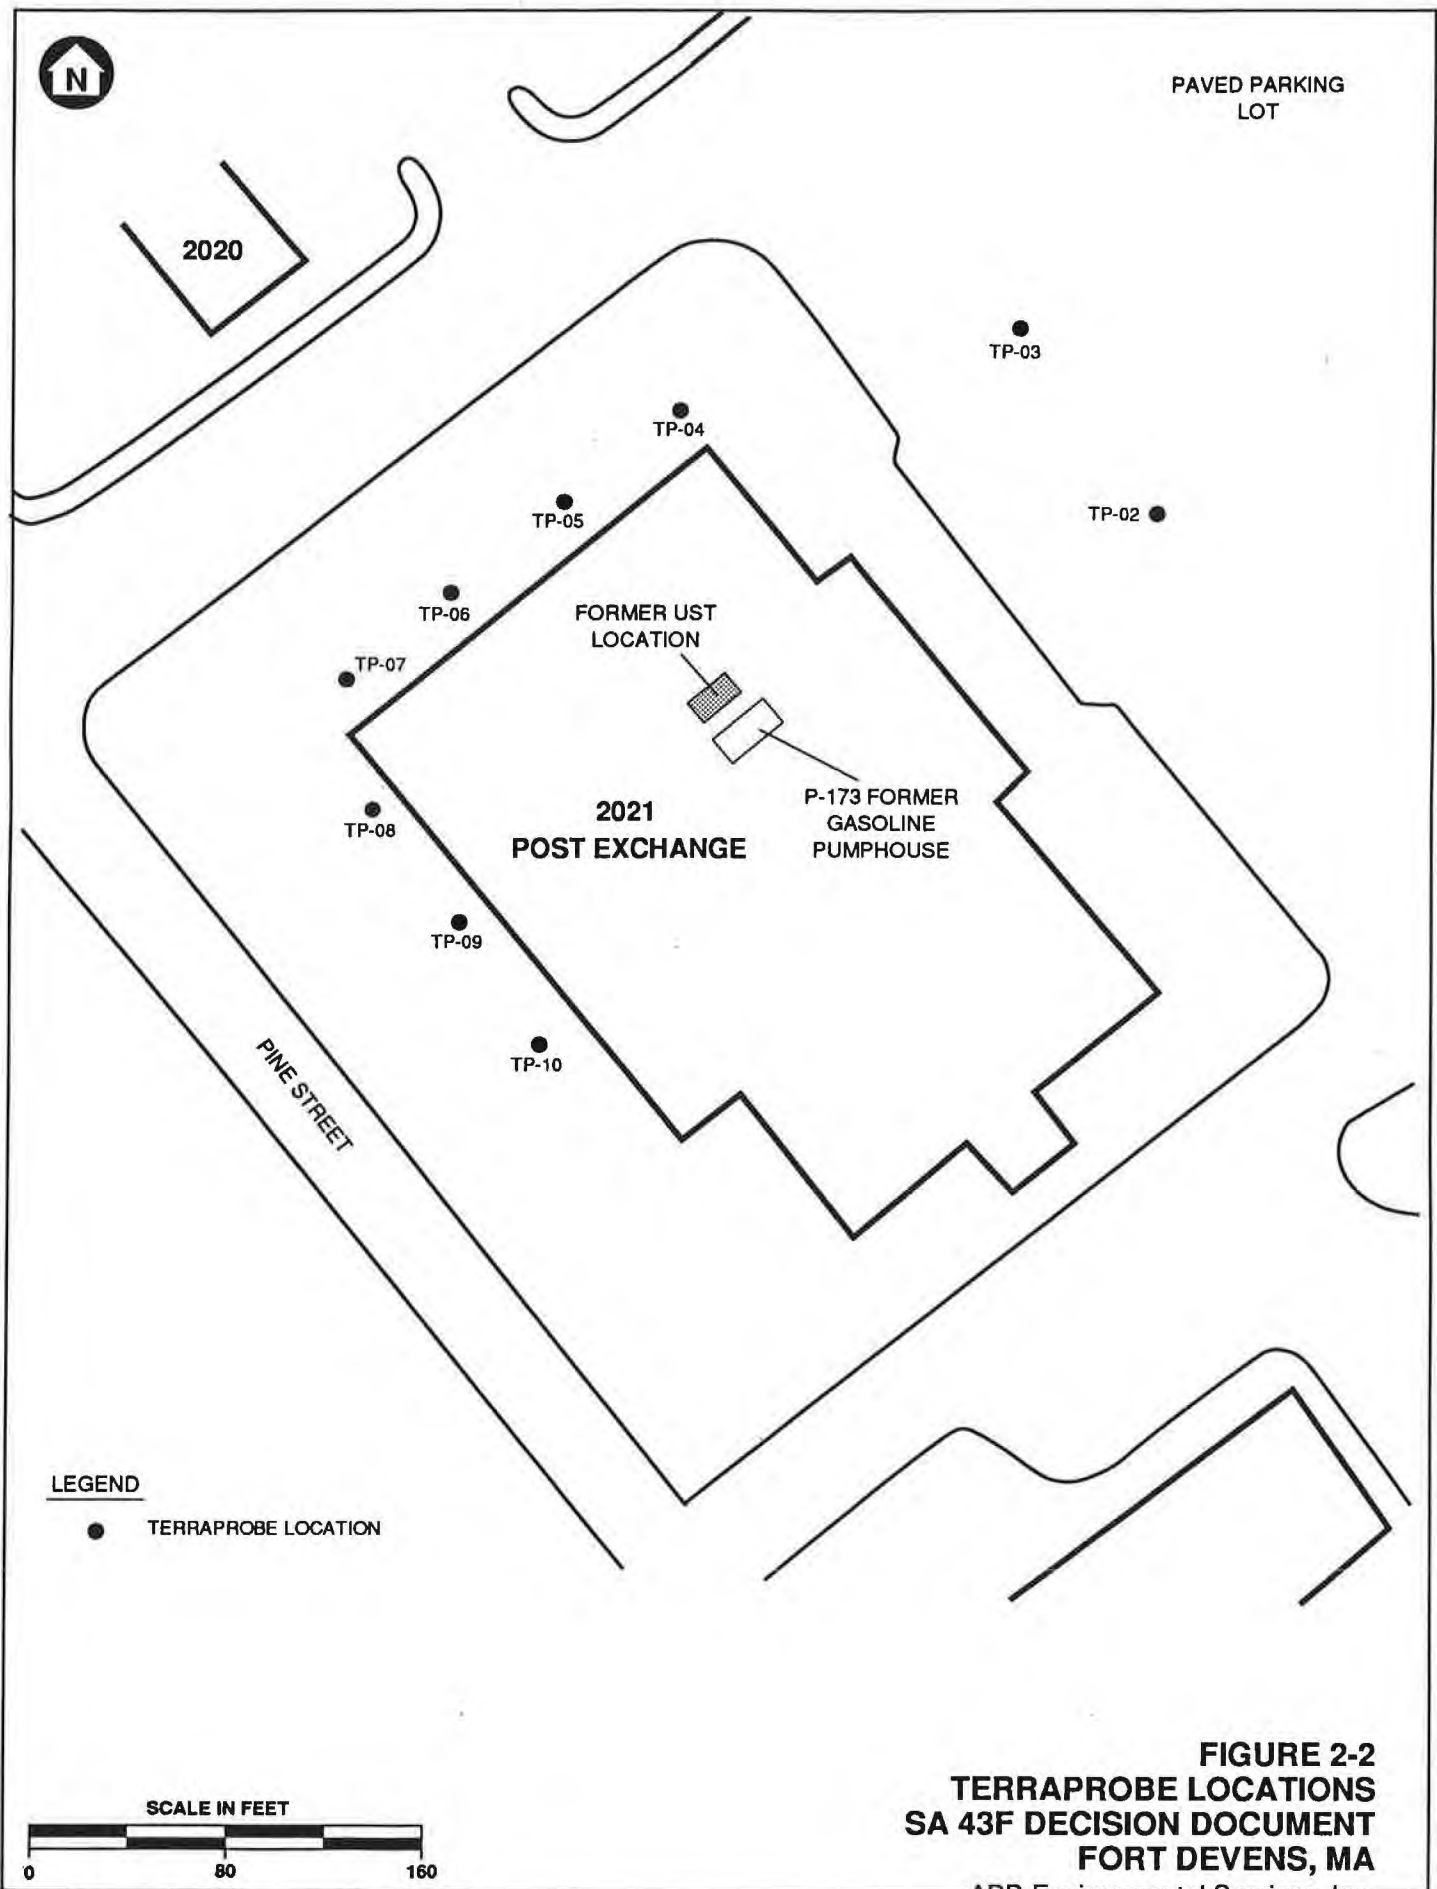 N
PAVED PARKING
LOT
2020
TP-03
TP-04
TP-02
TP-05
TP-06
FORMER UST
LOCATION
TP-07
P-173 FORMER
GASOLINE
PUMPHOUSE
2021
POST EXCHANGE
TP-08
TP-09
TP-10
PINE STREET
LEGEND
TERRAPROBE LOCATION
SCALE IN FEET
0 80 160
FIGURE 2-2
TERRAPROBE LOCATIONS
SA 43F DECISION DOCUMENT
FORT DEVENS, MA